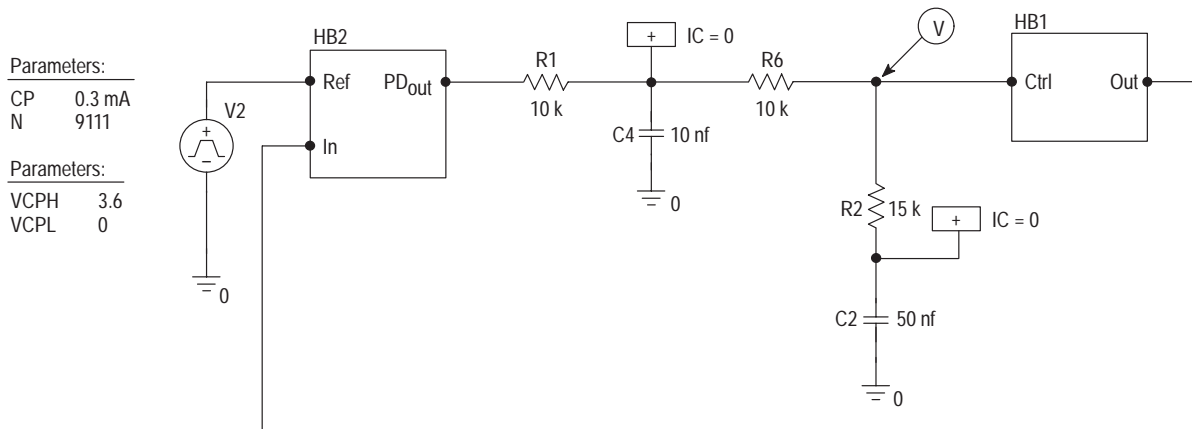 Parameters:
CP 0.3 mA
N 9111
Parameters:
VCPH 3.6
VCPL 0
V2
+
–
0
HB2
Ref
PDout
In
R1
10 k
+
IC = 0
C4
10 nf
0
R6
10 k
V
R2
15 k
+
IC = 0
C2
50 nf
0
HB1
Ctrl
Out